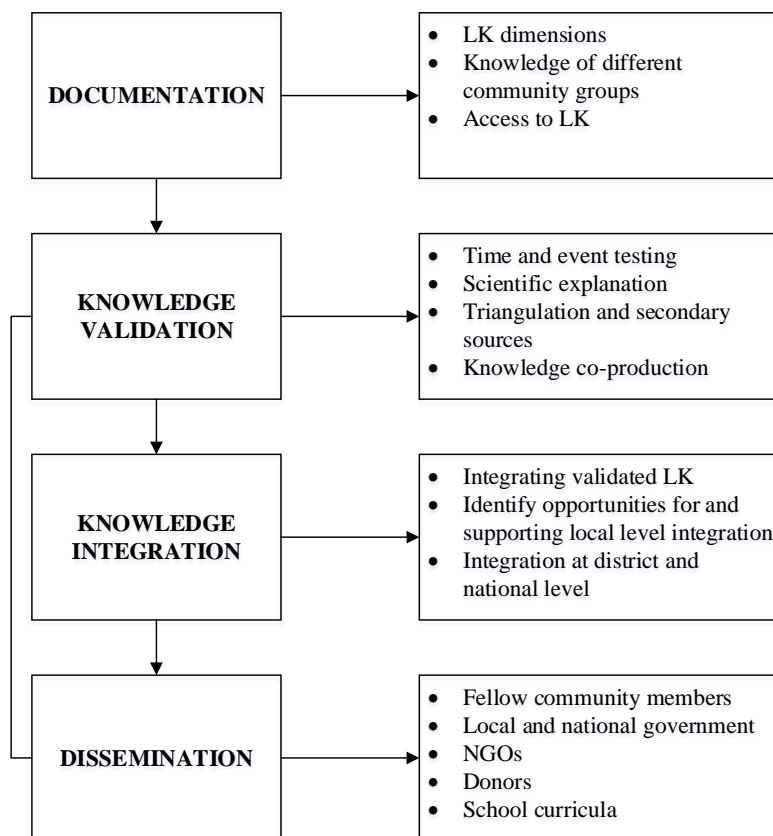 DOCUMENTATION
• LK dimensions
• Knowledge of different
community groups
• Access to LK
KNOWLEDGE
VALIDATION
• Time and event testing
• Scientific explanation
• Triangulation and secondary
sources
• Knowledge co-production
KNOWLEDGE
INTEGRATION
• Integrating validated LK
• Identify opportunities for and
supporting local level integration
• Integration at district and
national level
DISSEMINATION
• Fellow community members
• Local and national government
• NGOs
• Donors
• School curricula